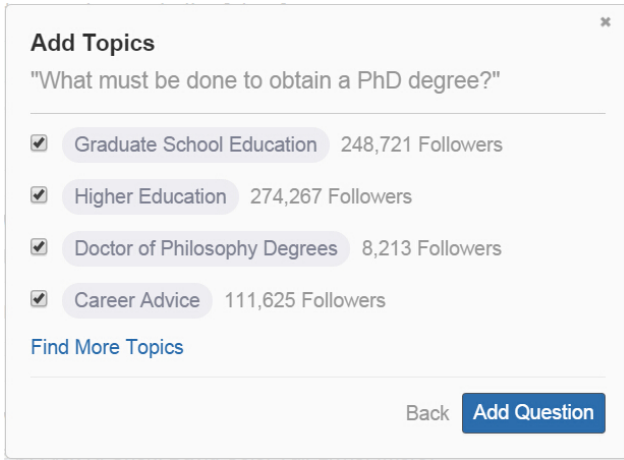 Add Topics
"What must be done to obtain a PhD degree?"
Graduate School Education 248,721 Followers
Higher Education 274,267 Followers
Doctor of Philosophy Degrees 8,213 Followers
Career Advice 111,625 Followers
Find More Topics
Back Add Question